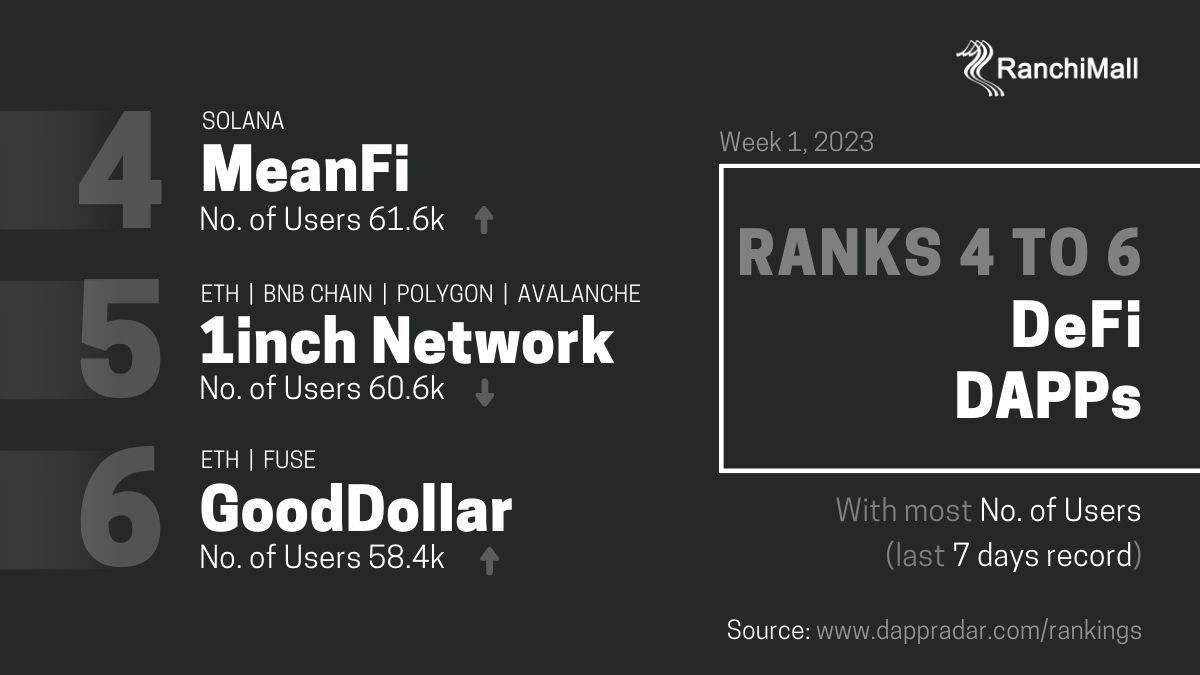 RanchiMall
Week 1, 2023
RANKS 4 TO 6
DeFi
DAPPs
With most No. of Users
(last 7 days record)
4
SOLANA
MeanFi
No. of Users 61.6k
5
ETH | BNB CHAIN | POLYGON | AVALANCHE
1inch Network
No. of Users 60.6k
6
ETH | FUSE
GoodDollar
No. of Users 58.4k
Source: www.dappradar.com/rankings